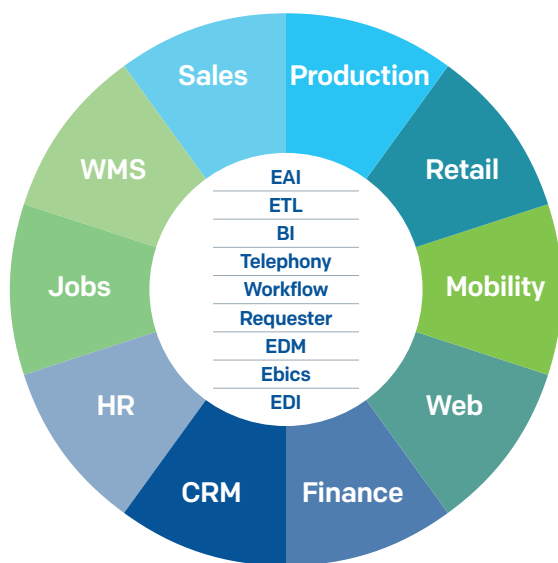 Sales
Production
WMS
Retail
EAI
ETL
BI
Telephony
Workflow
Requester
EDM
Ebics
EDI
Jobs
Mobility
HR
Web
CRM
Finance